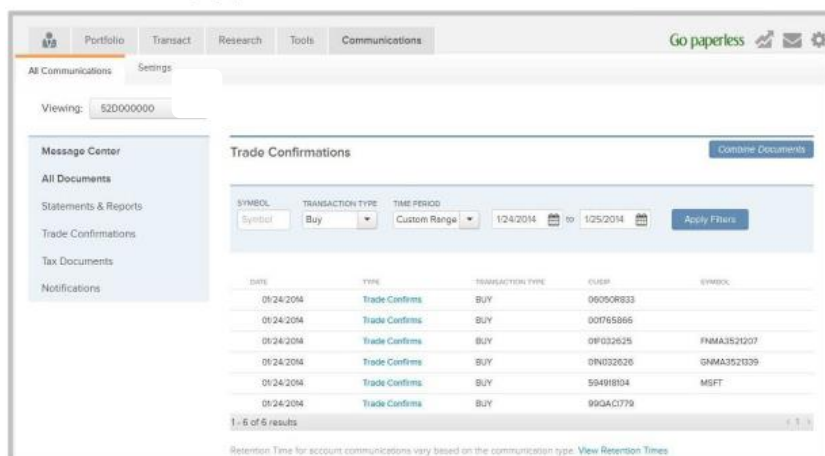 Portfolio Transact Research Tools Communications Go paperless
All Communications Settings
Viewing: 52D000000
Message Center
All Documents
Statements & Reports
Trade Confirmations
Tax Documents
Notifications
Trade Confirmations Combine Documents
SYMBOL TRANSACTION TYPE TIME PERIOD
Symbol Buy Custom Range 1/24/2014 to 1/25/2014 Apply Filters
DATE TYPE TRANSACTION TYPE CUSIP SYMBOL
01/24/2014 Trade Confirms BUY 06050R833
01/24/2014 Trade Confirms BUY 001765866
01/24/2014 Trade Confirms BUY 01F032625 FNMA3521207
01/24/2014 Trade Confirms BUY 01N032626 GNMA3521339
01/24/2014 Trade Confirms BUY 594918104 MSFT
01/24/2014 Trade Confirms BUY 99QAC1779
1 - 6 of 6 results < 1 >
Retention Time for account communications vary based on the communication type. View Retention Times